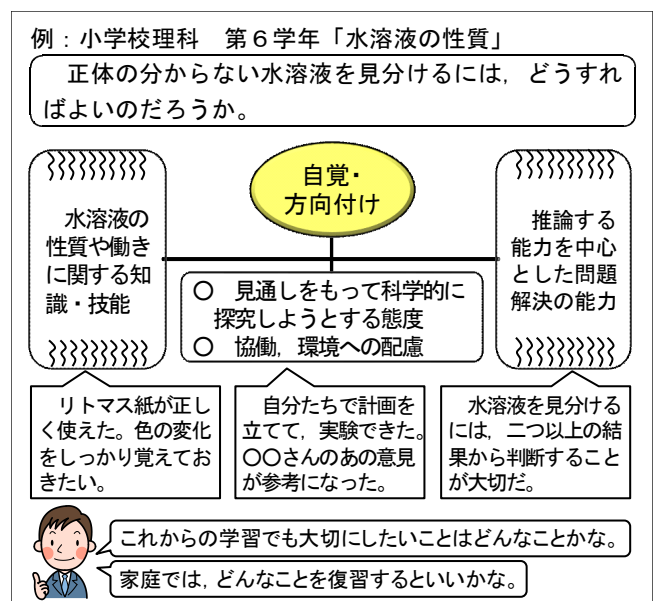 例:小学校理科 第6学年「水溶液の性質」
正体の分からない水溶液を見分けるには,どうすれ
ばよいのだろうか。
自覚・
方向付け
水溶液の
性質や働き
に関する知
識・技能
○ 見通しをもって科学的に
探究しようとする態度
○ 協働,環境への配慮
推論する
能力を中心
とした問題
解決の能力
リトマス紙が正し
く使えた。色の変化
をしっかり覚えてお
きたい。
自分たちで計画を
立てて,実験できた。
○○さんのあの意見
が参考になった。
水溶液を見分ける
には,二つ以上の結
果から判断すること
が大切だ。
これからの学習でも大切にしたいことはどんなことかな。
家庭では,どんなことを復習するといいかな。